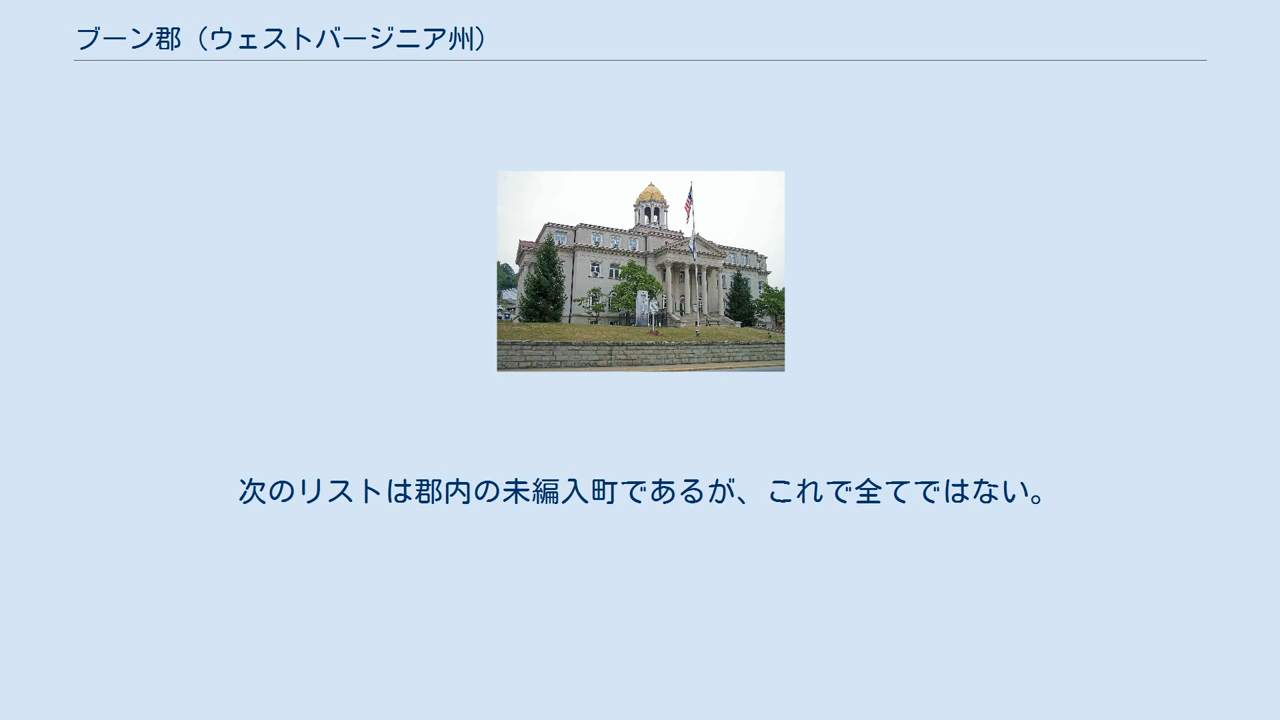 ブーン郡（ウェストバージニア州）
次のリストは郡内の未編入町であるが、これで全てではない。